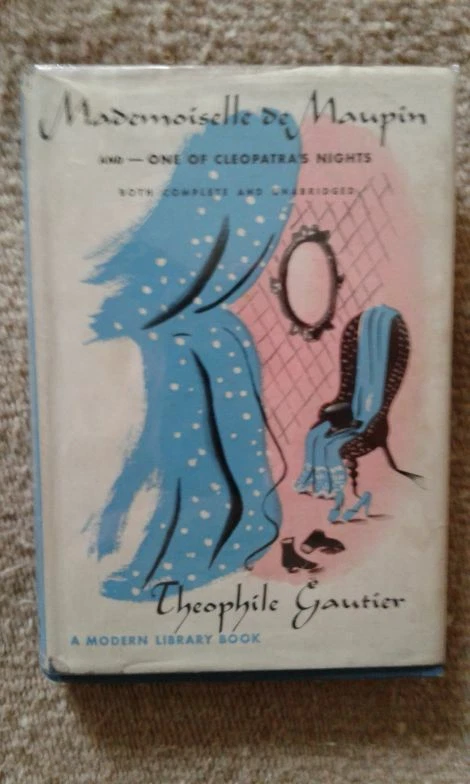 Mademoiselle de Maupin
AND — ONE OF CLEOPATRA'S NIGHTS
BOTH COMPLETE AND UNABRIDGED
Theophile Gautier
A MODERN LIBRARY BOOK